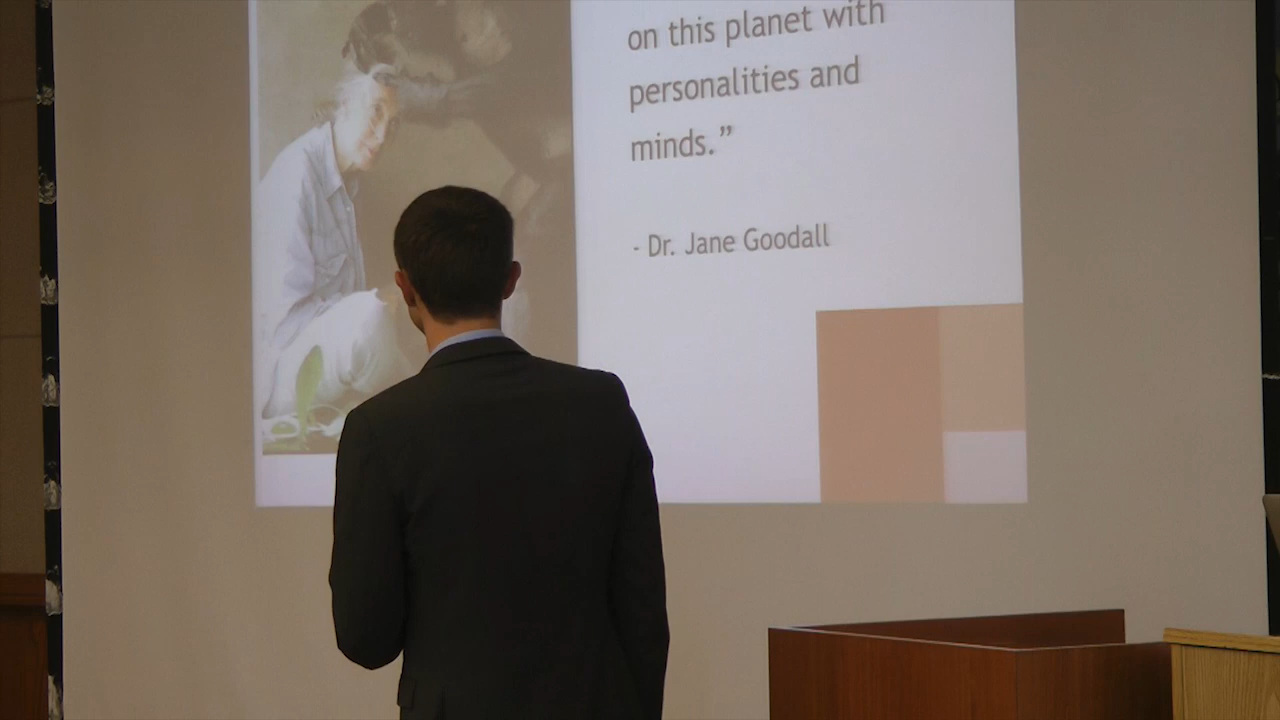 on this planet with
personalities and
minds.”
- Dr. Jane Goodall